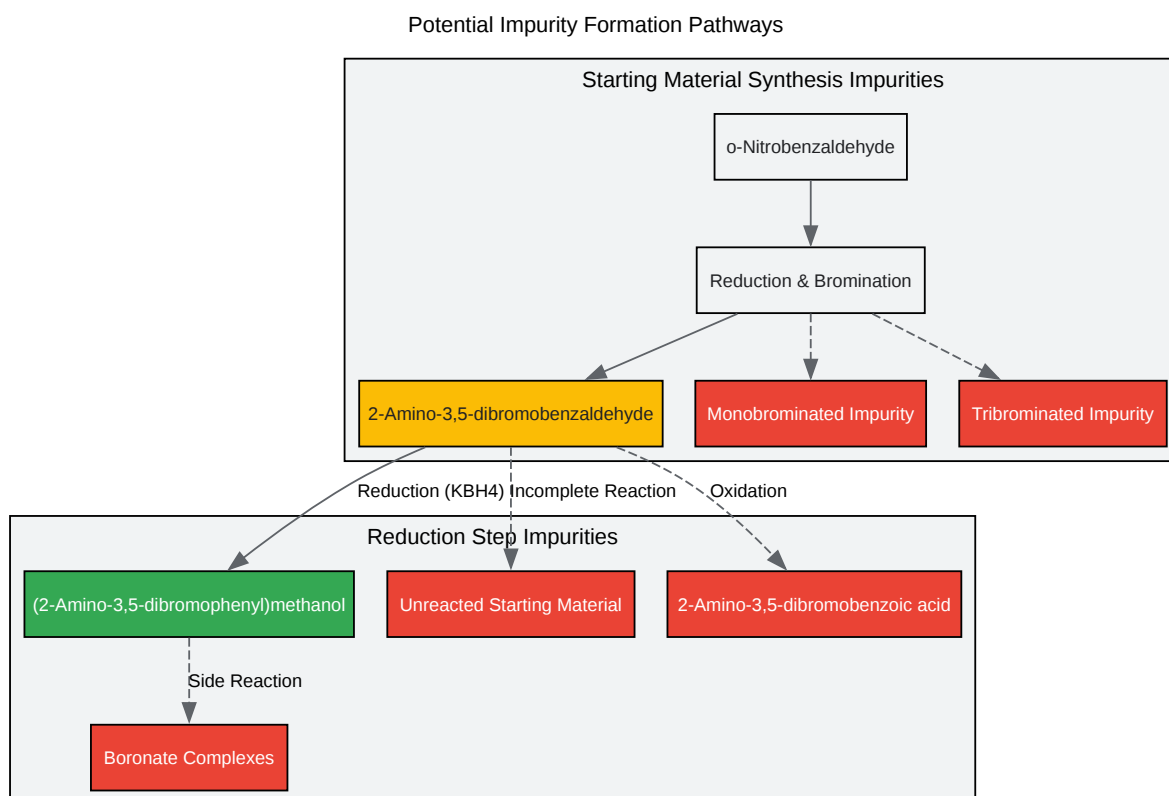 Potential Impurity Formation Pathways
Starting Material Synthesis Impurities
o-Nitrobenzaldehyde
Reduction & Bromination
2-Amino-3,5-dibromobenzaldehyde
Monobrominated Impurity
Tribrominated Impurity
Reduction (KBH4)
Incomplete Reaction
Oxidation
Reduction Step Impurities
(2-Amino-3,5-dibromophenyl)methanol
Unreacted Starting Material
2-Amino-3,5-dibromobenzoic acid
Side Reaction
Boronate Complexes